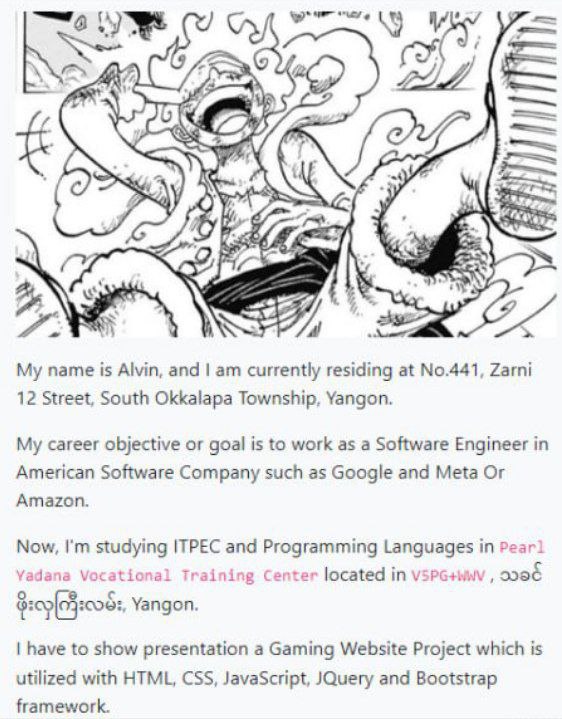 My name is Alvin, and I am currently residing at No.441, Zarni
12 Street, South Okkalapa Township, Yangon.
My career objective or goal is to work as a Software Engineer in
American Software Company such as Google and Meta Or
Amazon.
Now, I'm studying ITPEC and Programming Languages in Pearl
Yadana Vocational Training Center located in V5PG+WWV , သခင်
ဖိုးလှကြီးလမ်း, Yangon.
I have to show presentation a Gaming Website Project which is
utilized with HTML, CSS, JavaScript, JQuery and Bootstrap
framework.